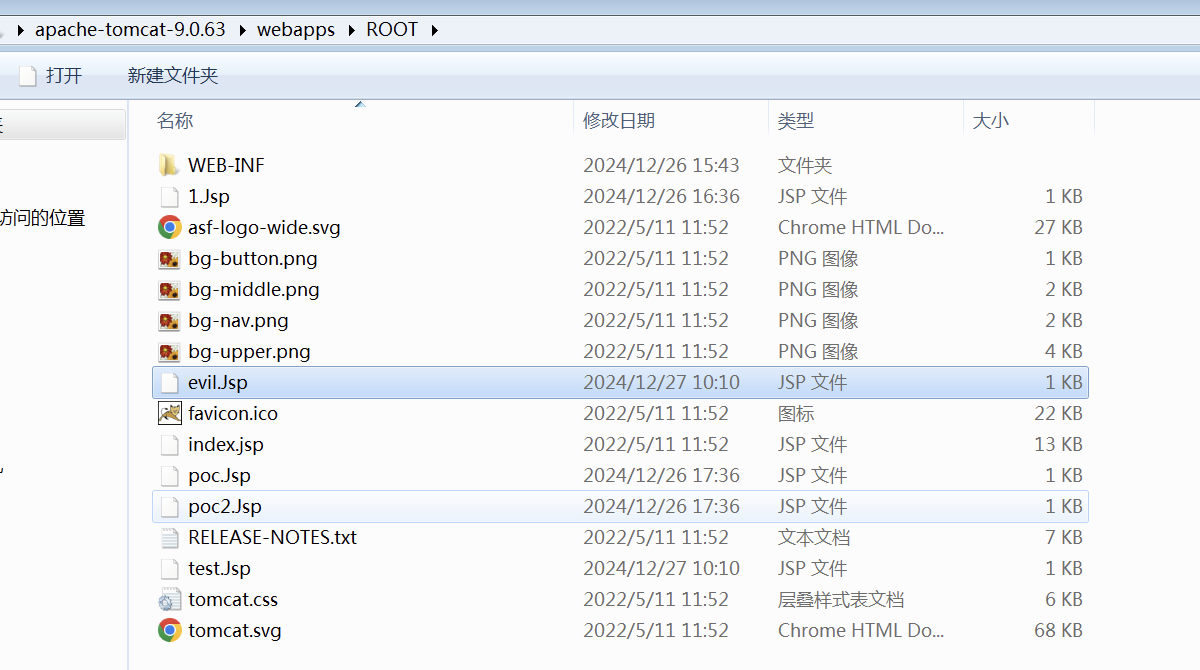 apache-tomcat-9.0.63 webapps ROOT
打开 新建文件夹
名称 修改日期 类型 大小
WEB-INF 2024/12/26 15:43 文件夹
1.Jsp 2024/12/26 16:36 JSP 文件 1 KB
访问的位置
asf-logo-wide.svg 2022/5/11 11:52 Chrome HTML Do... 27 KB
bg-button.png 2022/5/11 11:52 PNG 图像 1 KB
bg-middle.png 2022/5/11 11:52 PNG 图像 2 KB
bg-nav.png 2022/5/11 11:52 PNG 图像 2 KB
bg-upper.png 2022/5/11 11:52 PNG 图像 4 KB
evil.Jsp 2024/12/27 10:10 JSP 文件 1 KB
favicon.ico 2022/5/11 11:52 图标 22 KB
index.jsp 2022/5/11 11:52 JSP 文件 13 KB
poc.Jsp 2024/12/26 17:36 JSP 文件 1 KB
poc2.Jsp 2024/12/26 17:36 JSP 文件 1 KB
RELEASE-NOTES.txt 2022/5/11 11:52 文本文档 7 KB
test.Jsp 2024/12/27 10:10 JSP 文件 1 KB
tomcat.css 2022/5/11 11:52 层叠样式表文档 6 KB
tomcat.svg 2022/5/11 11:52 Chrome HTML Do... 68 KB